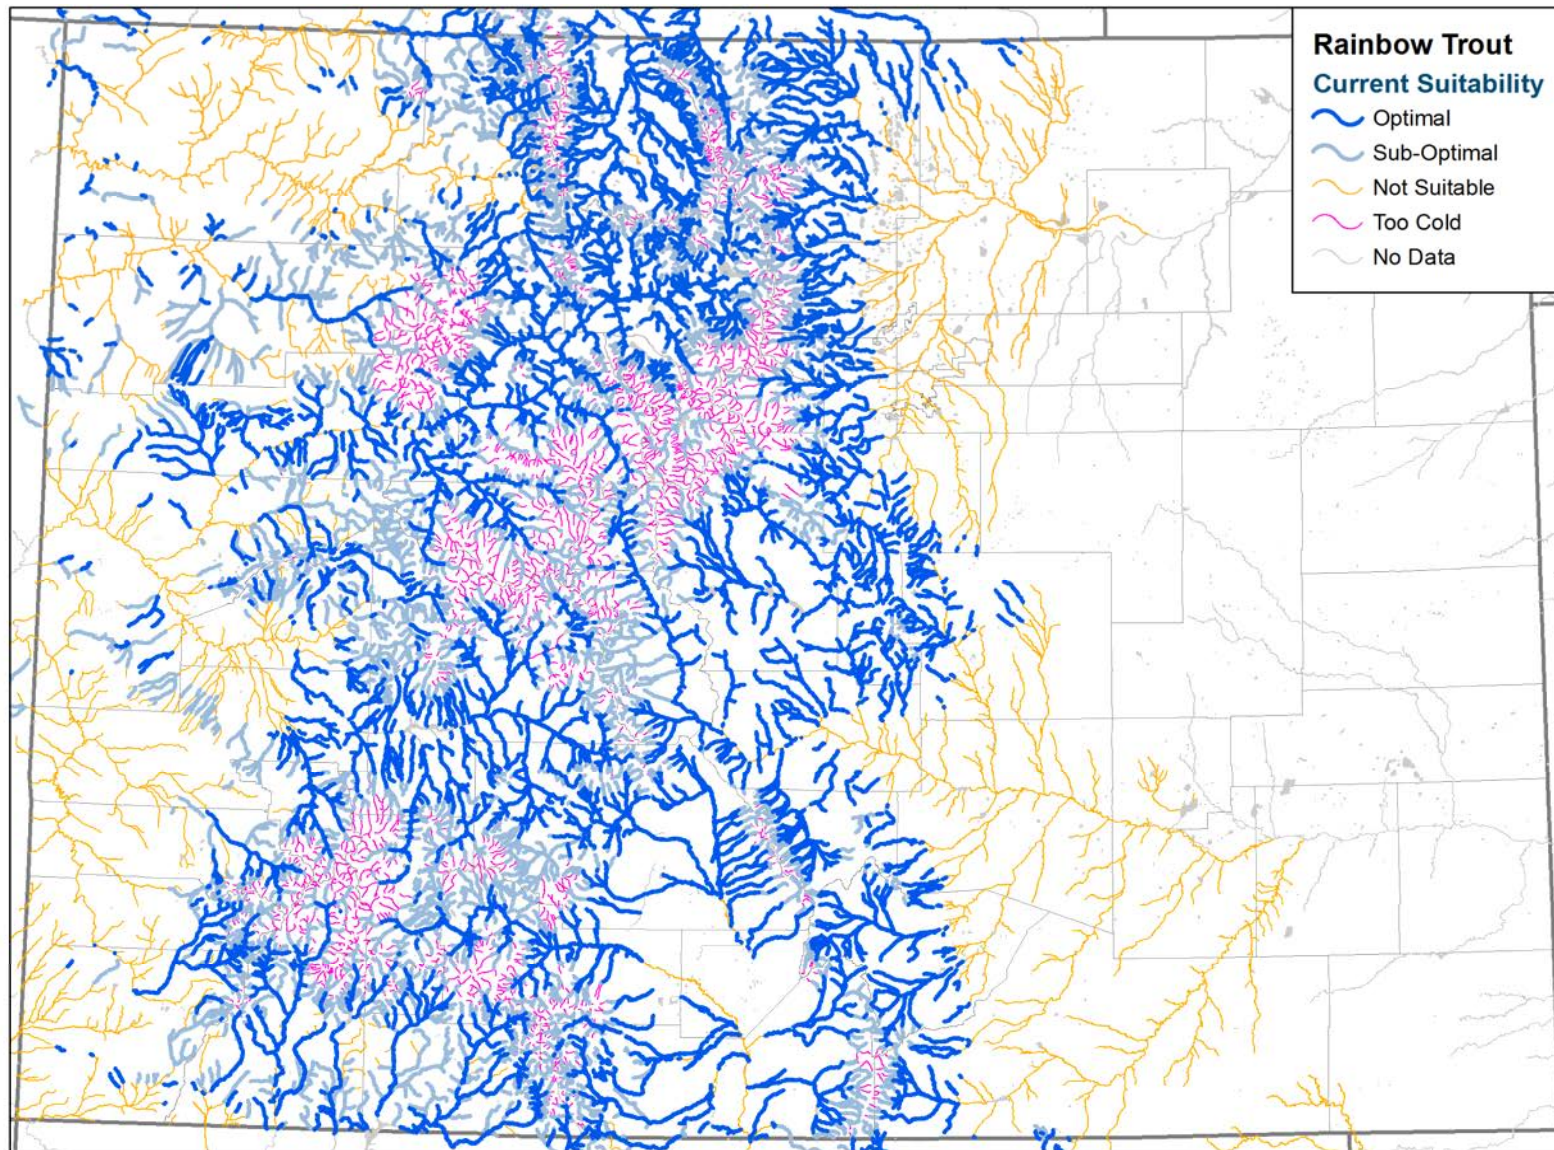 Rainbow Trout
Current Suitability
Optimal
Sub-Optimal
Not Suitable
Too Cold
No Data